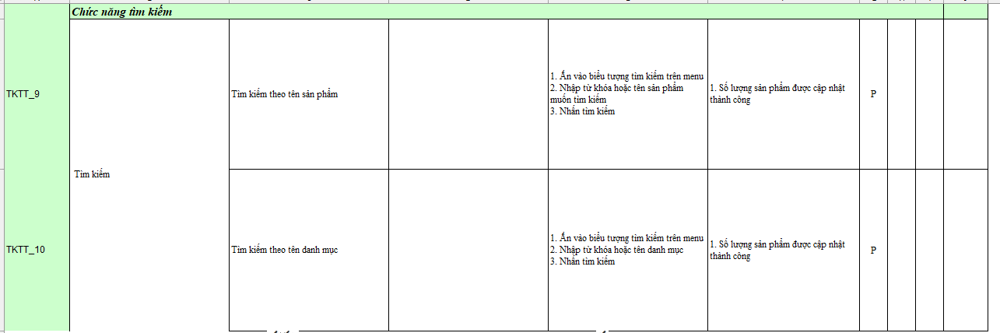 Chức năng tìm kiếm
TKTT_9
Tìm kiếm theo tên sản phẩm
1. Ấn vào biểu tượng tìm kiếm trên menu
2. Nhập từ khóa hoặc tên sản phẩm
muốn tìm kiếm
3. Nhấn tìm kiếm
1. Số lượng sản phẩm được cập nhật
thành công
P
Tìm kiếm
TKTT_10
Tìm kiếm theo tên danh mục
1. Ấn vào biểu tượng tìm kiếm trên menu
2. Nhập từ khóa hoặc tên danh mục
3. Nhấn tìm kiếm
1. Số lượng sản phẩm được cập nhật
thành công
P